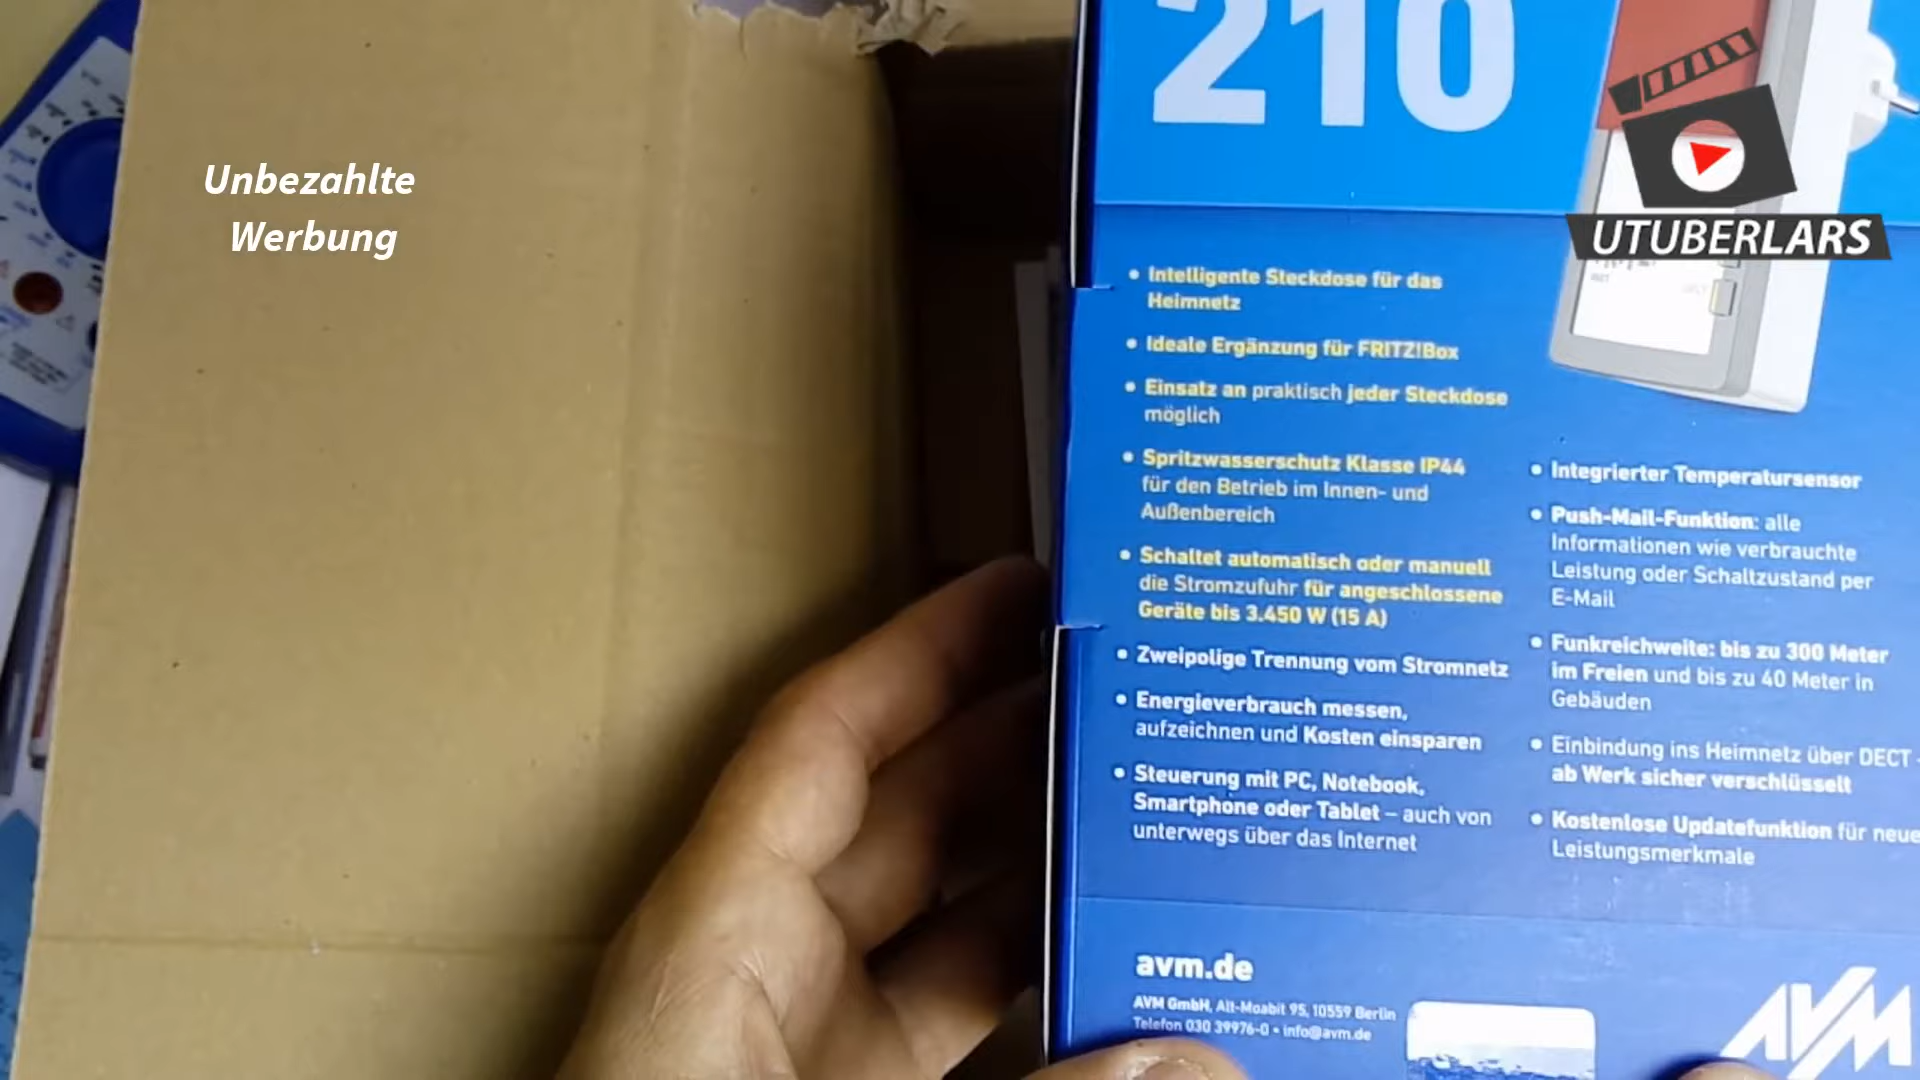 Unbezahlte
Werbung
210
UTUBERLARS
• Intelligente Steckdose für das
Heimnetz
• Ideale Ergänzung für FRITZ!Box
• Einsatz an praktisch jeder Steckdose
möglich
• Spritzwasserschutz Klasse IP44
für den Betrieb im Innen- und
Außenbereich
• Schaltet automatisch oder manuell
die Stromzufuhr für angeschlossene
Geräte bis 3.450 W (15 A)
• Zweipolige Trennung vom Stromnetz
• Energieverbrauch messen,
aufzeichnen und Kosten einsparen
• Steuerung mit PC, Notebook,
Smartphone oder Tablet – auch von
unterwegs über das Internet
• Integrierter Temperatursensor
• Push-Mail-Funktion: alle
Informationen wie verbrauchte
Leistung oder Schaltzustand per
E-Mail
• Funkreichweite: bis zu 300 Meter
im Freien und bis zu 40 Meter in
Gebäuden
• Einbindung ins Heimnetz über DECT -
ab Werk sicher verschlüsselt
• Kostenlose Updatefunktion für neue
Leistungsmerkmale
avm.de
AVM GmbH, Alt-Moabit 95, 10559 Berlin
Telefon 030 39976-0 • info@avm.de
AVM